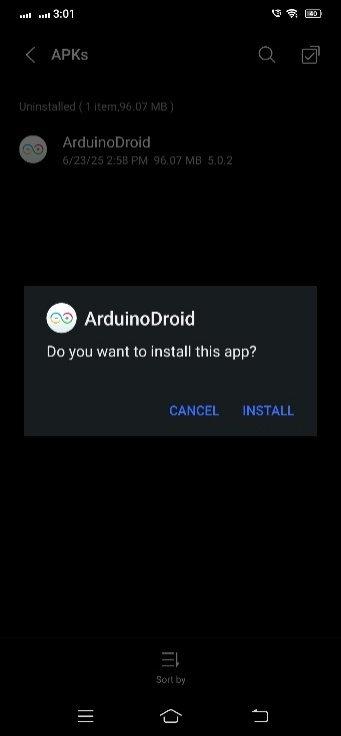 3:01
40
APKs
Uninstalled ( 1 item,96.07 MB )
ArduinoDroid
6/23/25 2:58 PM 96.07 MB 5.0.2
ArduinoDroid
Do you want to install this app?
CANCEL INSTALL
Sort by